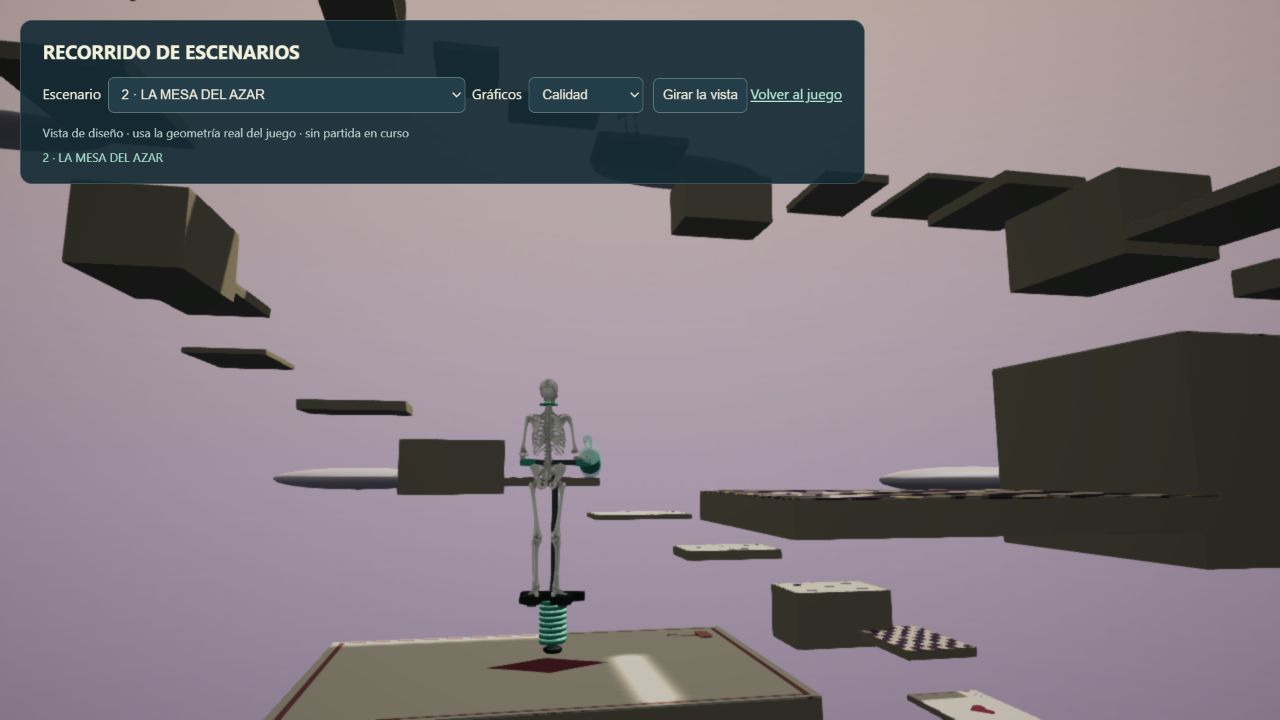 RECORRIDO DE ESCENARIOS
Escenario 2 · LA MESA DEL AZAR Gráficos Calidad Girar la vista Volver al juego
Vista de diseño · usa la geometría real del juego · sin partida en curso
2 · LA MESA DEL AZAR